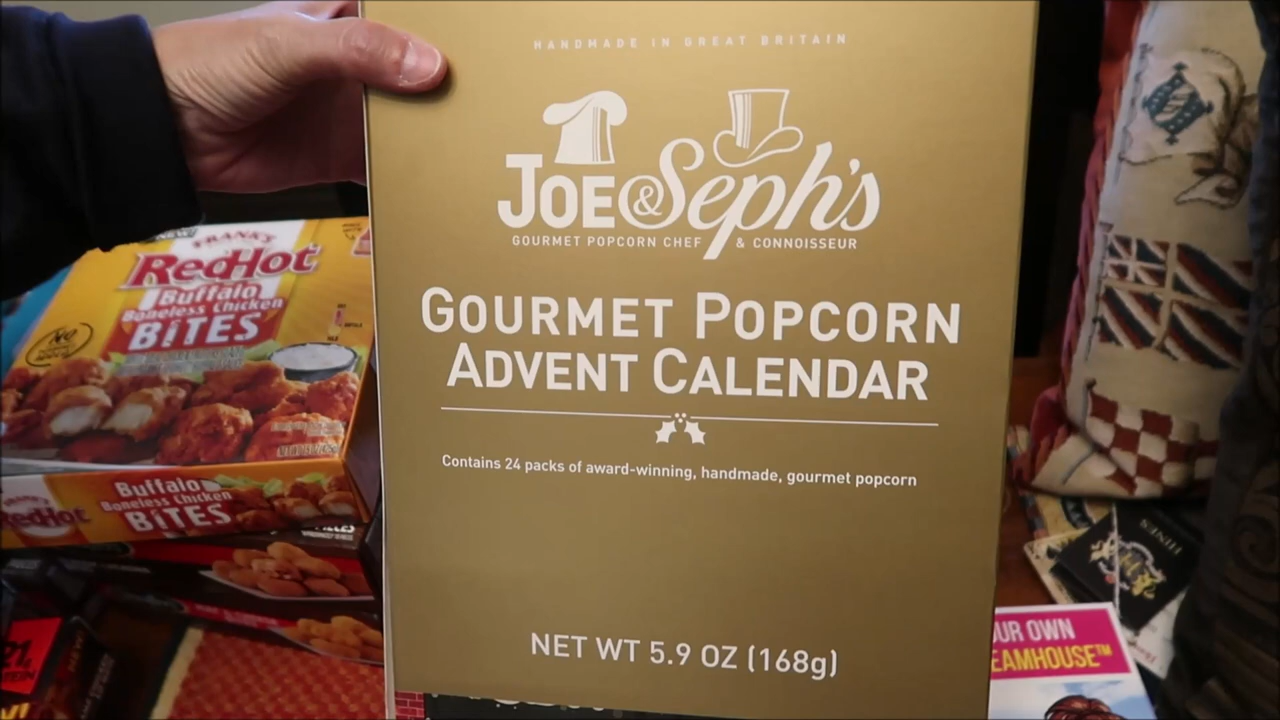 HANDMADE IN GREAT BRITAIN
JOE & Seph's
GOURMET POPCORN CHEF & CONNOISSEUR
GOURMET POPCORN
ADVENT CALENDAR
Contains 24 packs of award-winning, handmade, gourmet popcorn
NET WT 5.9 OZ (168g)
FRANK'S
RedHot
Buffalo
Boneless Chicken
BiTES
NO
RedHot
Buffalo
Boneless Chicken
BiTES
UR OWN
EAMHOUSE™